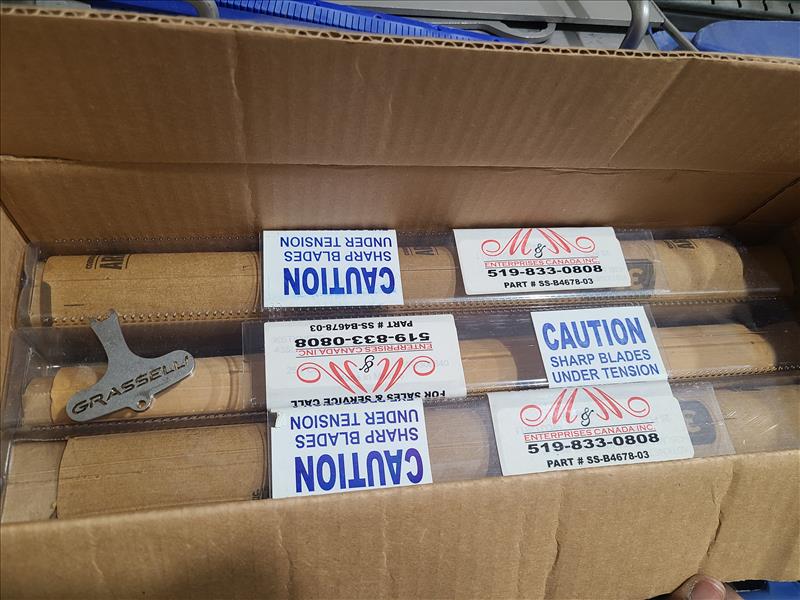 CAUTION
SHARP BLADES
UNDER TENSION
M&M
ENTERPRISES CANADA INC.
519-833-0808
PART # SS-B4678-03
FOR SALES & SERVICE CALL
M&M
ENTERPRISES CANADA INC.
519-833-0808
PART # SS-B4678-03
CAUTION
SHARP BLADES
UNDER TENSION
GRASSELLI
CAUTION
SHARP BLADES
UNDER TENSION
M&M
ENTERPRISES CANADA INC.
519-833-0808
PART # SS-B4678-03